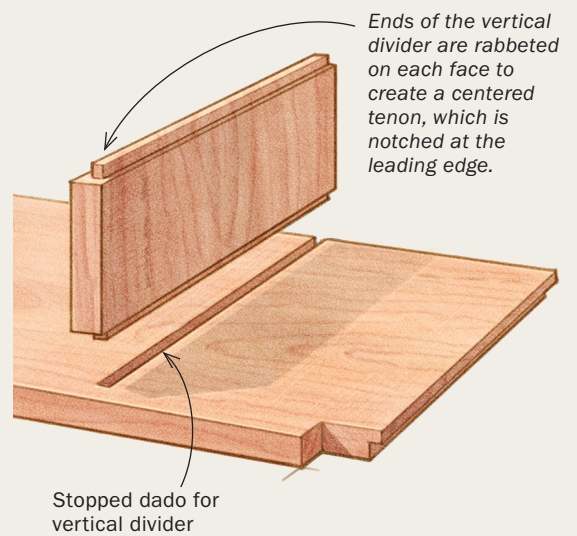 Ends of the vertical
divider are rabbeted
on each face to
create a centered
tenon, which is
notched at the
leading edge.
Stopped dado for
vertical divider